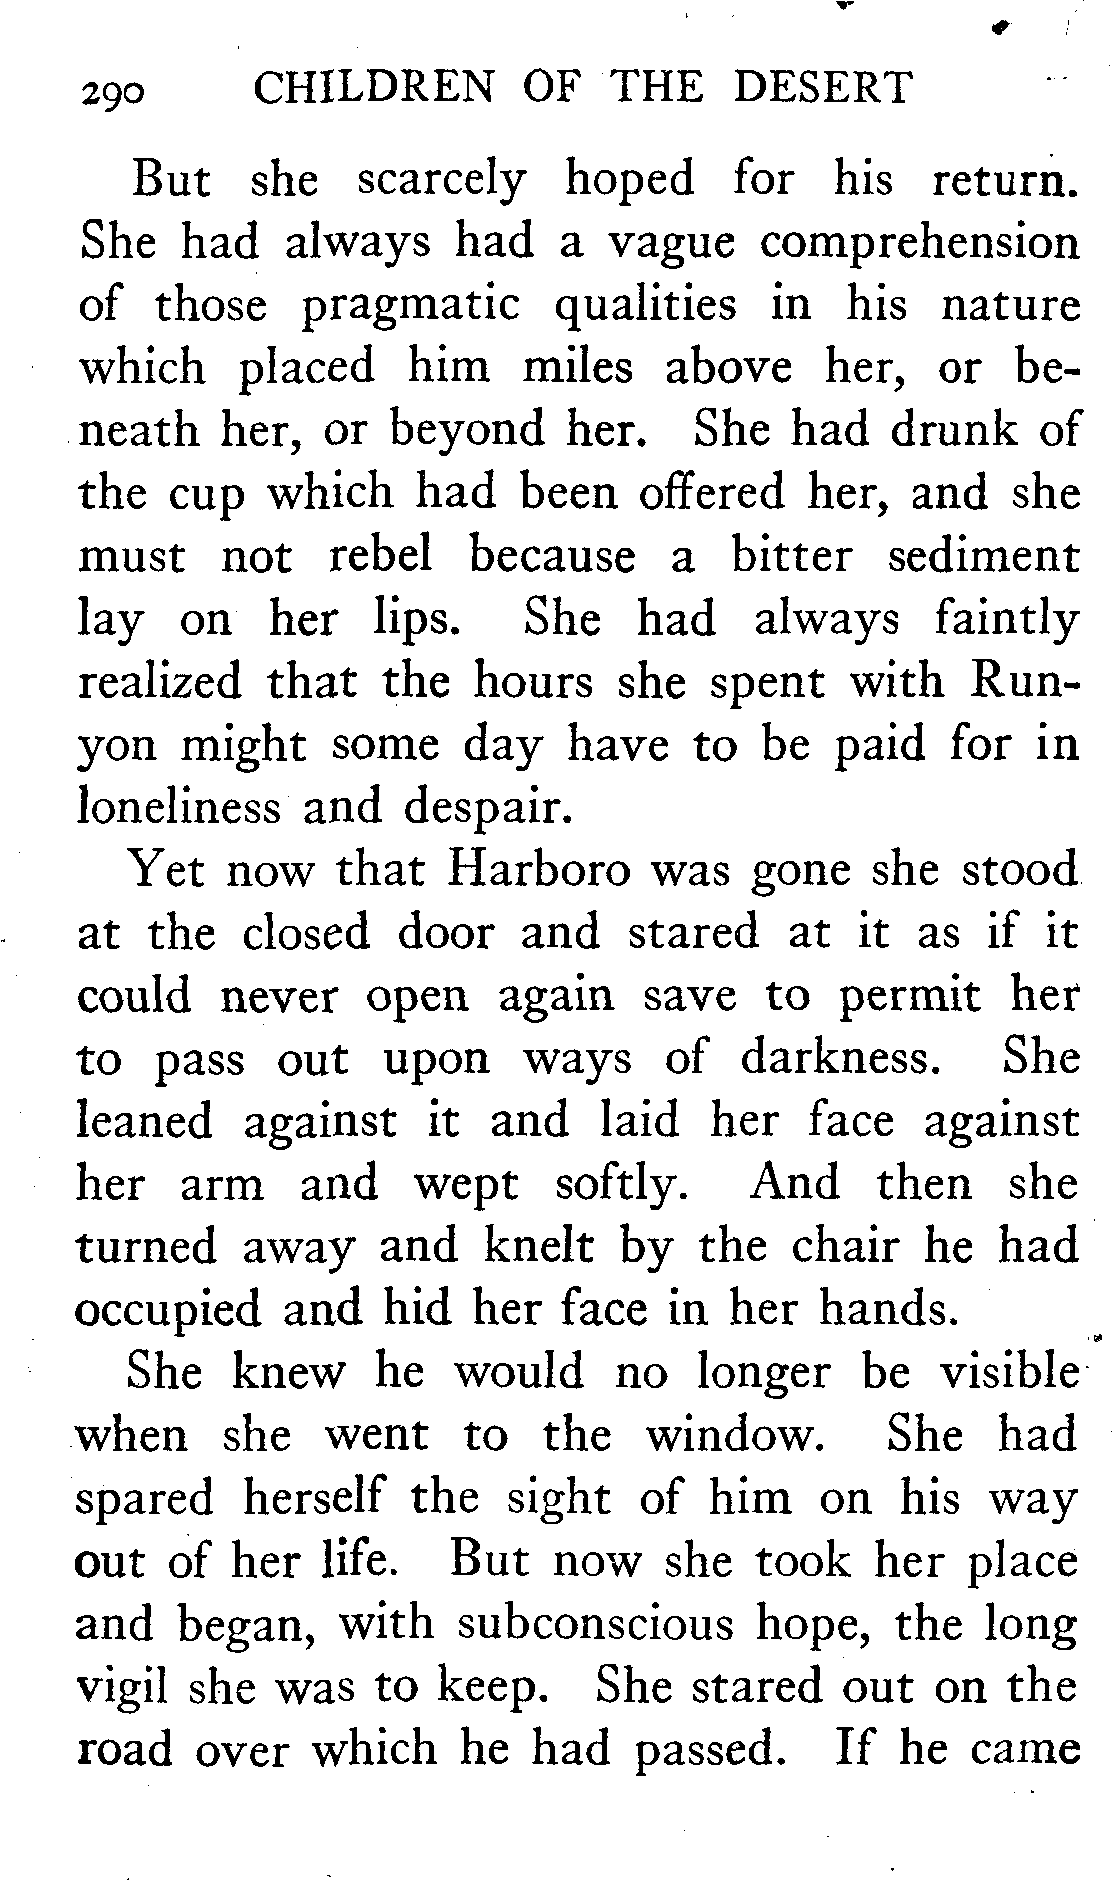 290 CHILDREN OF THE DESERT
But she scarcely hoped for his return.
She had always had a vague comprehension
of those pragmatic qualities in his nature
which placed him miles above her, or be-
neath her, or beyond her. She had drunk of
the cup which had been offered her, and she
must not rebel because a bitter sediment
lay on her lips. She had always faintly
realized that the hours she spent with Run-
yon might some day have to be paid for in
loneliness and despair.
Yet now that Harboro was gone she stood
at the closed door and stared at it as if it
could never open again save to permit her
to pass out upon ways of darkness. She
leaned against it and laid her face against
her arm and wept softly. And then she
turned away and knelt by the chair he had
occupied and hid her face in her hands.
She knew he would no longer be visible
when she went to the window. She had
spared herself the sight of him on his way
out of her life. But now she took her place
and began, with subconscious hope, the long
vigil she was to keep. She stared out on the
road over which he had passed. If he came